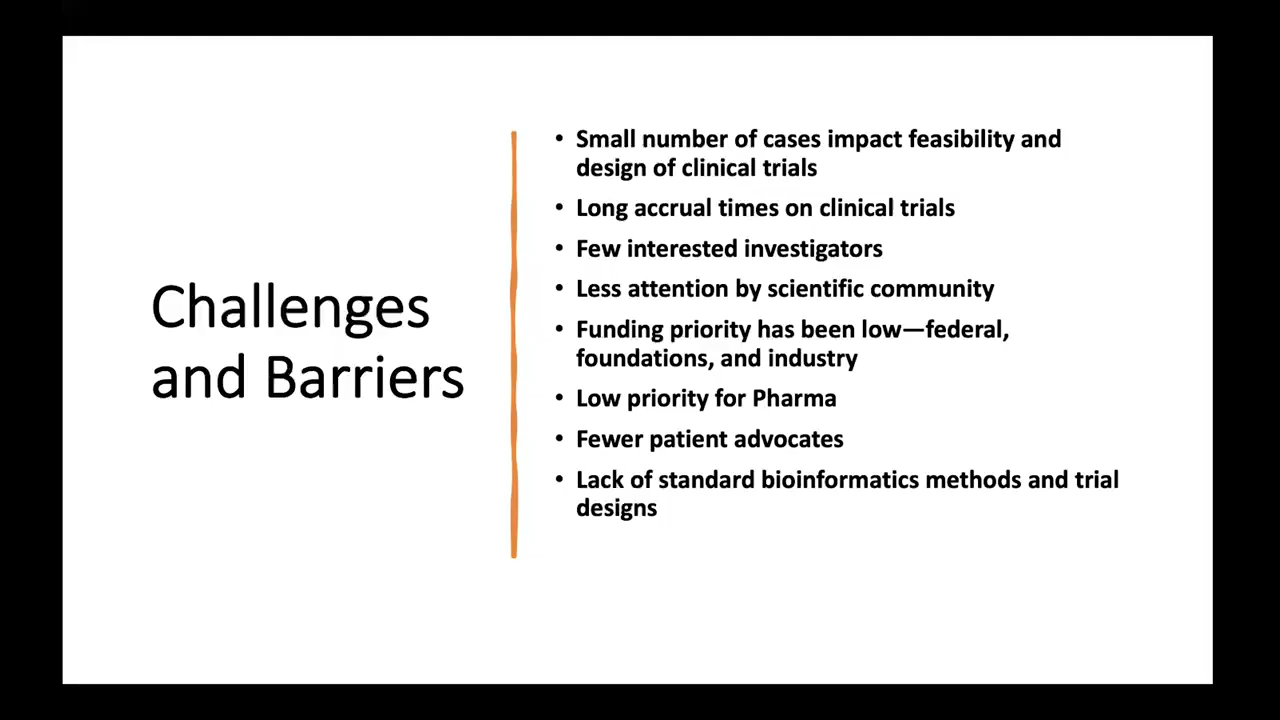 Challenges
and Barriers
• Small number of cases impact feasibility and
design of clinical trials
• Long accrual times on clinical trials
• Few interested investigators
• Less attention by scientific community
• Funding priority has been low—federal,
foundations, and industry
• Low priority for Pharma
• Fewer patient advocates
• Lack of standard bioinformatics methods and trial
designs